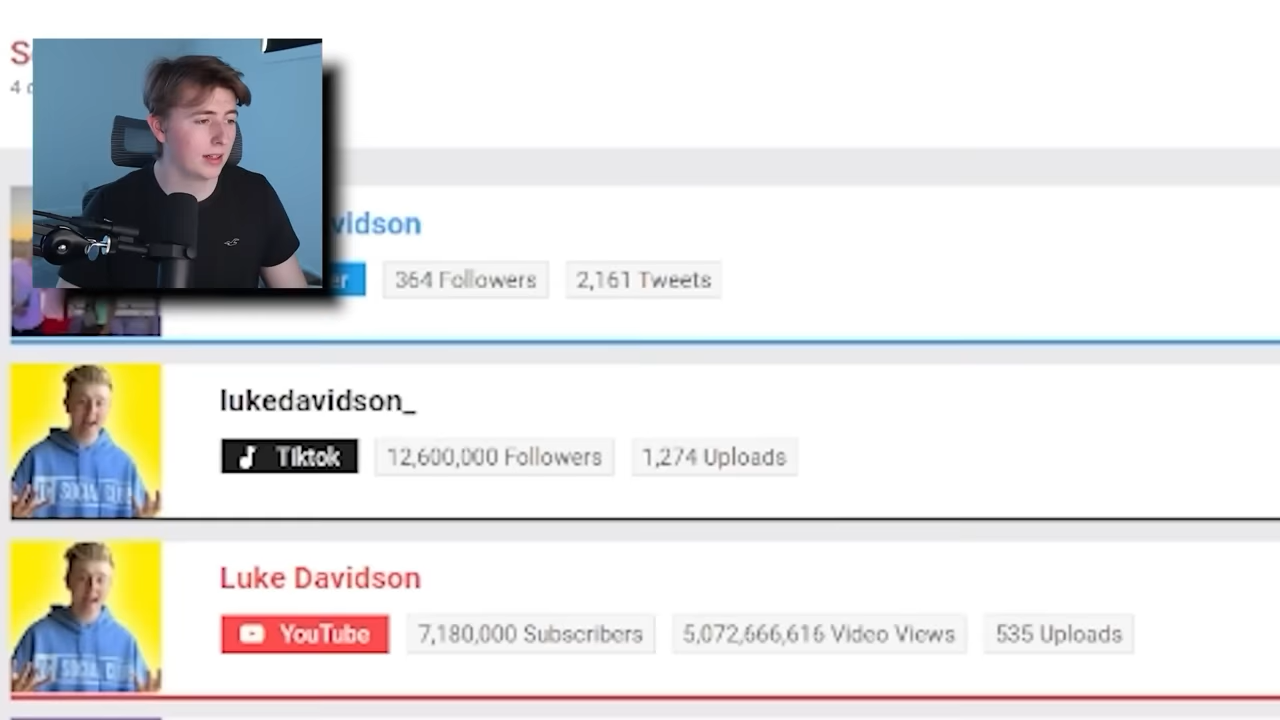 vidson
364 Followers
2,161 Tweets
lukedavidson_
Tiktok
12,600,000 Followers
1,274 Uploads
Luke Davidson
YouTube
7,180,000 Subscribers
5,072,666,616 Video Views
535 Uploads